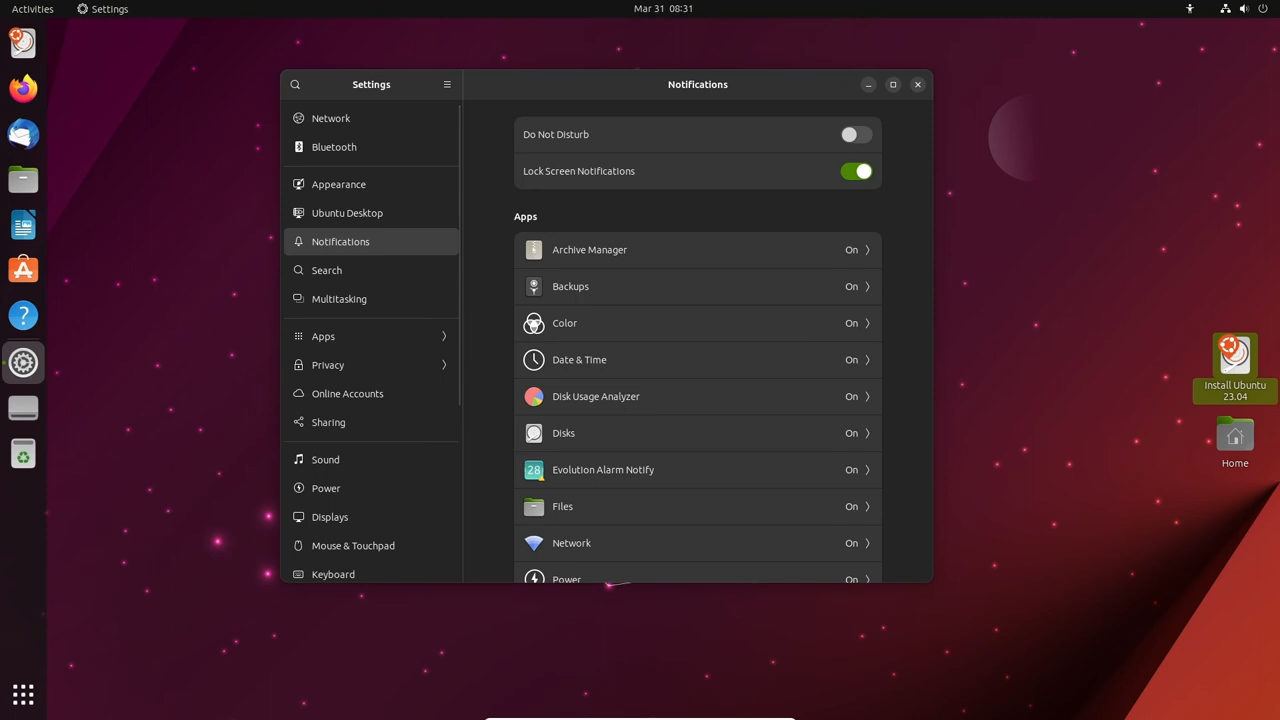 Activities
Settings
Mar 31 08:31
Settings
Notifications
Network
Bluetooth
Appearance
Ubuntu Desktop
Notifications
Search
Multitasking
Apps
Privacy
Online Accounts
Sharing
Sound
Power
Displays
Mouse & Touchpad
Keyboard
Do Not Disturb
Lock Screen Notifications
Apps
Archive Manager On
Backups On
Color On
Date & Time On
Disk Usage Analyzer On
Disks On
28 Evolution Alarm Notify On
Files On
Network On
Power On
Install Ubuntu
23.04
Home